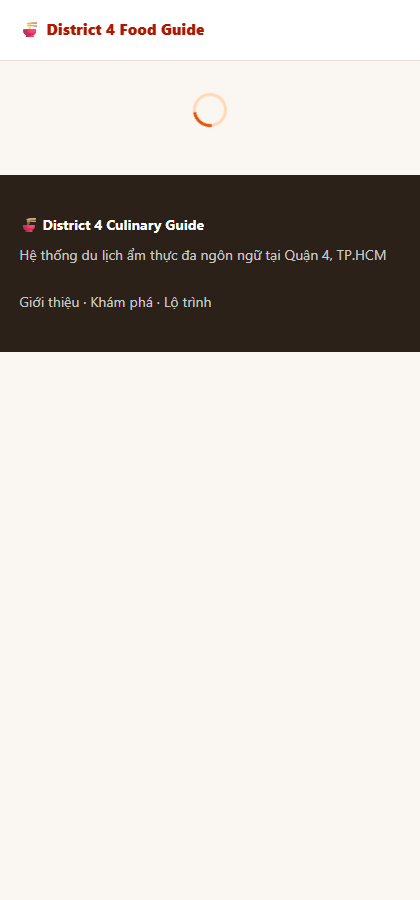 District 4 Food Guide
District 4 Culinary Guide
Hệ thống du lịch ẩm thực đa ngôn ngữ tại Quận 4, TP.HCM
Giới thiệu · Khám phá · Lộ trình